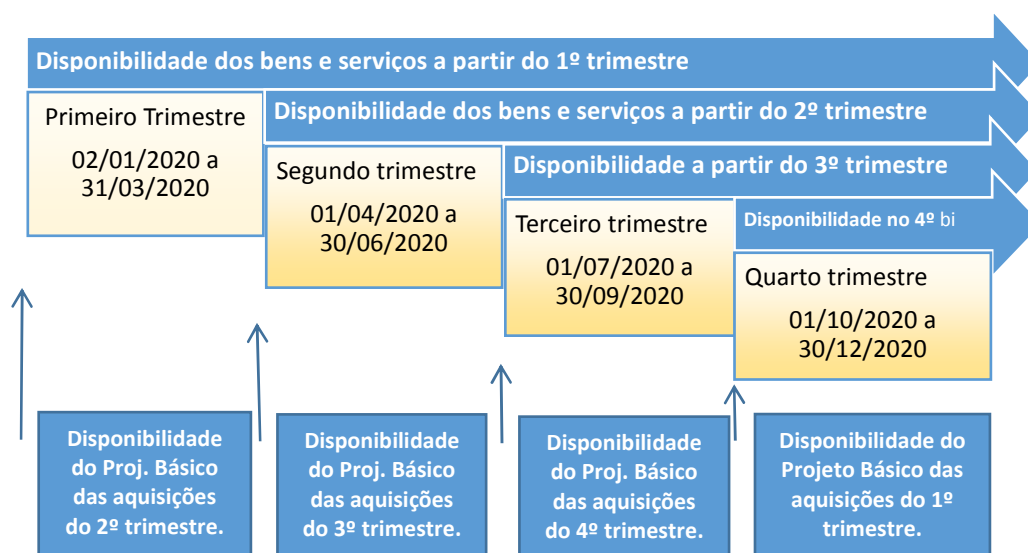 Disponibilidade dos bens e serviços a partir do 1º trimestre
Primeiro Trimestre
02/01/2020 a
31/03/2020
Disponibilidade dos bens e serviços a partir do 2º trimestre
Segundo trimestre
01/04/2020 a
30/06/2020
Disponibilidade a partir do 3º trimestre
Terceiro trimestre
01/07/2020 a
30/09/2020
Disponibilidade no 4º bi
Quarto trimestre
01/10/2020 a
30/12/2020
Disponibilidade
do Proj. Básico
das aquisições
do 2º trimestre.
Disponibilidade
do Proj. Básico
das aquisições
do 3º trimestre.
Disponibilidade
do Proj. Básico
das aquisições
do 4º trimestre.
Disponibilidade do
Projeto Básico das
aquisições do 1º
trimestre.